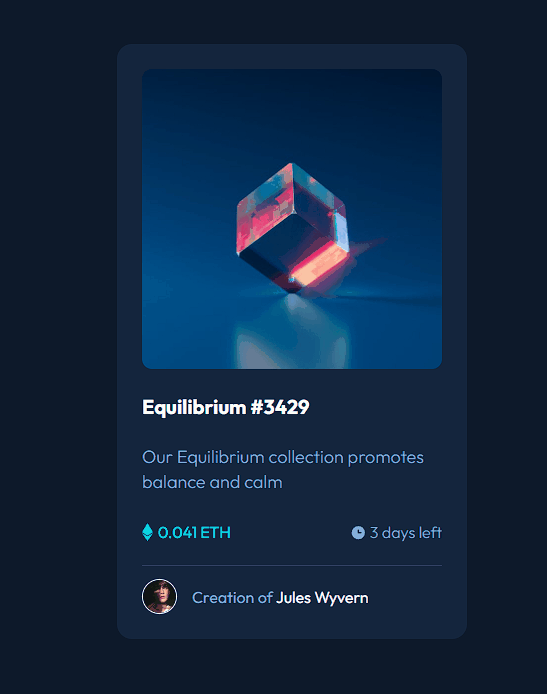 Equilibrium #3429
Our Equilibrium collection promotes
balance and calm
0.041 ETH
3 days left
Creation of Jules Wyvern